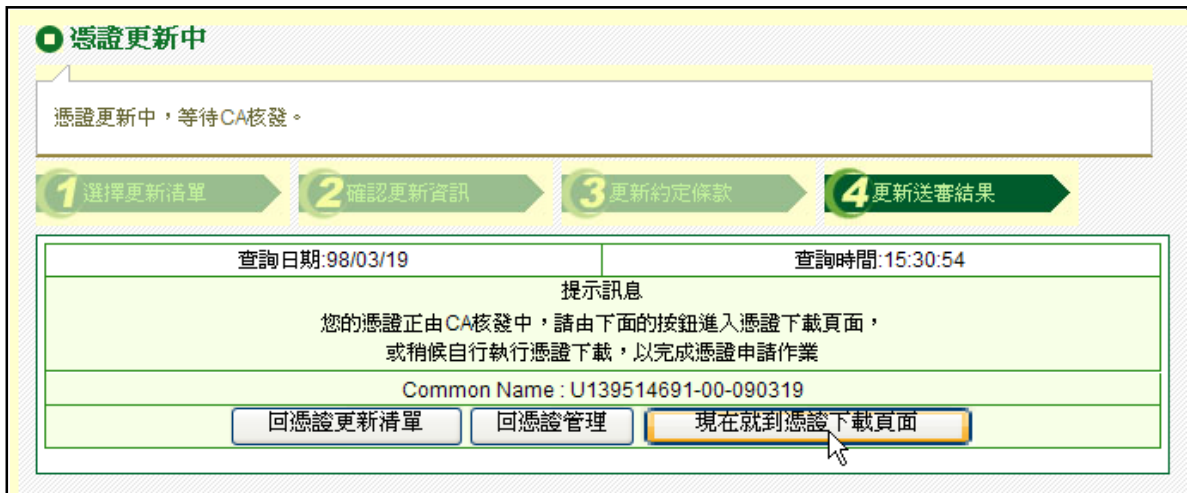 憑證更新中
憑證更新中，等待CA核發。
1 選擇更新清單
2 確認更新資訊
3 更新約定條款
4 更新送審結果
查詢日期:98/03/19
查詢時間:15:30:54
提示訊息
您的憑證正由CA核發中，請由下面的按鈕進入憑證下載頁面，
或稍候自行執行憑證下載，以完成憑證申請作業
Common Name : U139514691-00-090319
回憑證更新清單
回憑證管理
現在就到憑證下載頁面